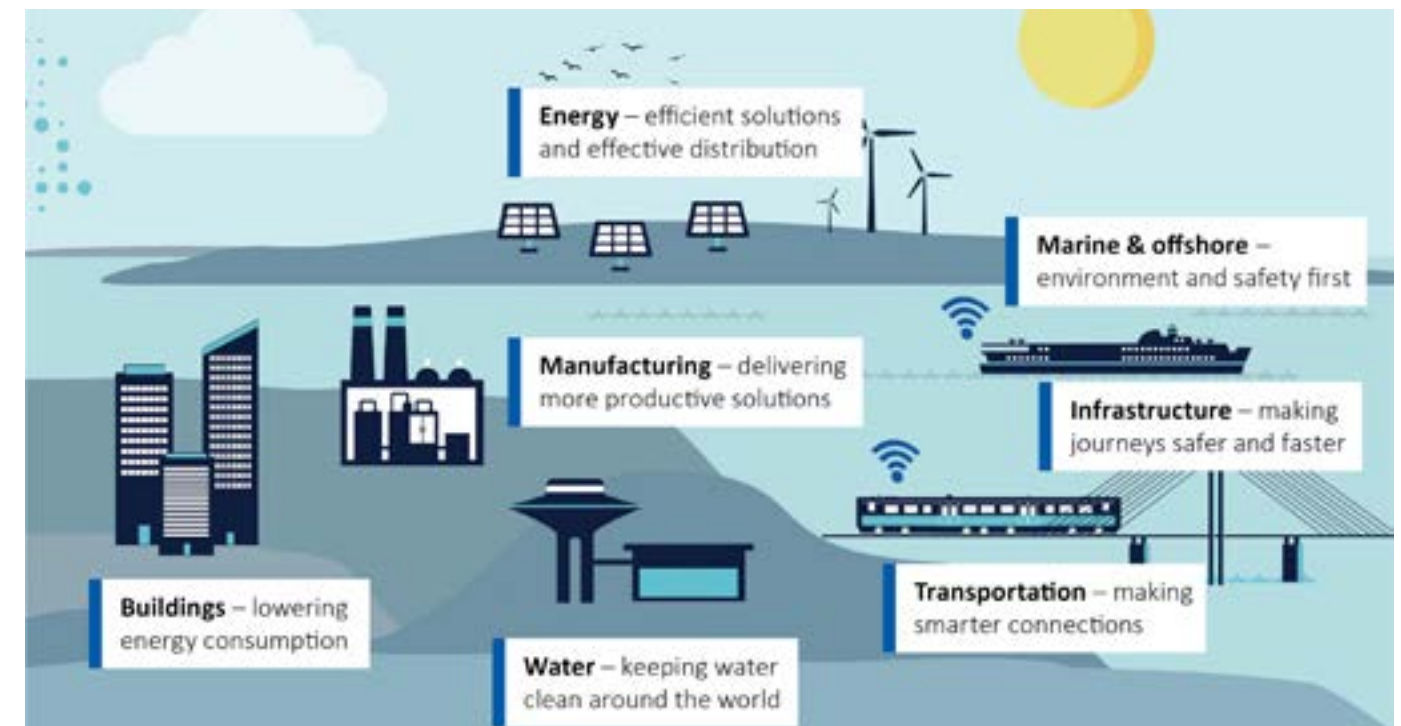 Energy – efficient solutions
and effective distribution
Marine & offshore –
environment and safety first
Manufacturing – delivering
more productive solutions
Infrastructure – making
journeys safer and faster
Buildings – lowering
energy consumption
Transportation – making
smarter connections
Water – keeping water
clean around the world